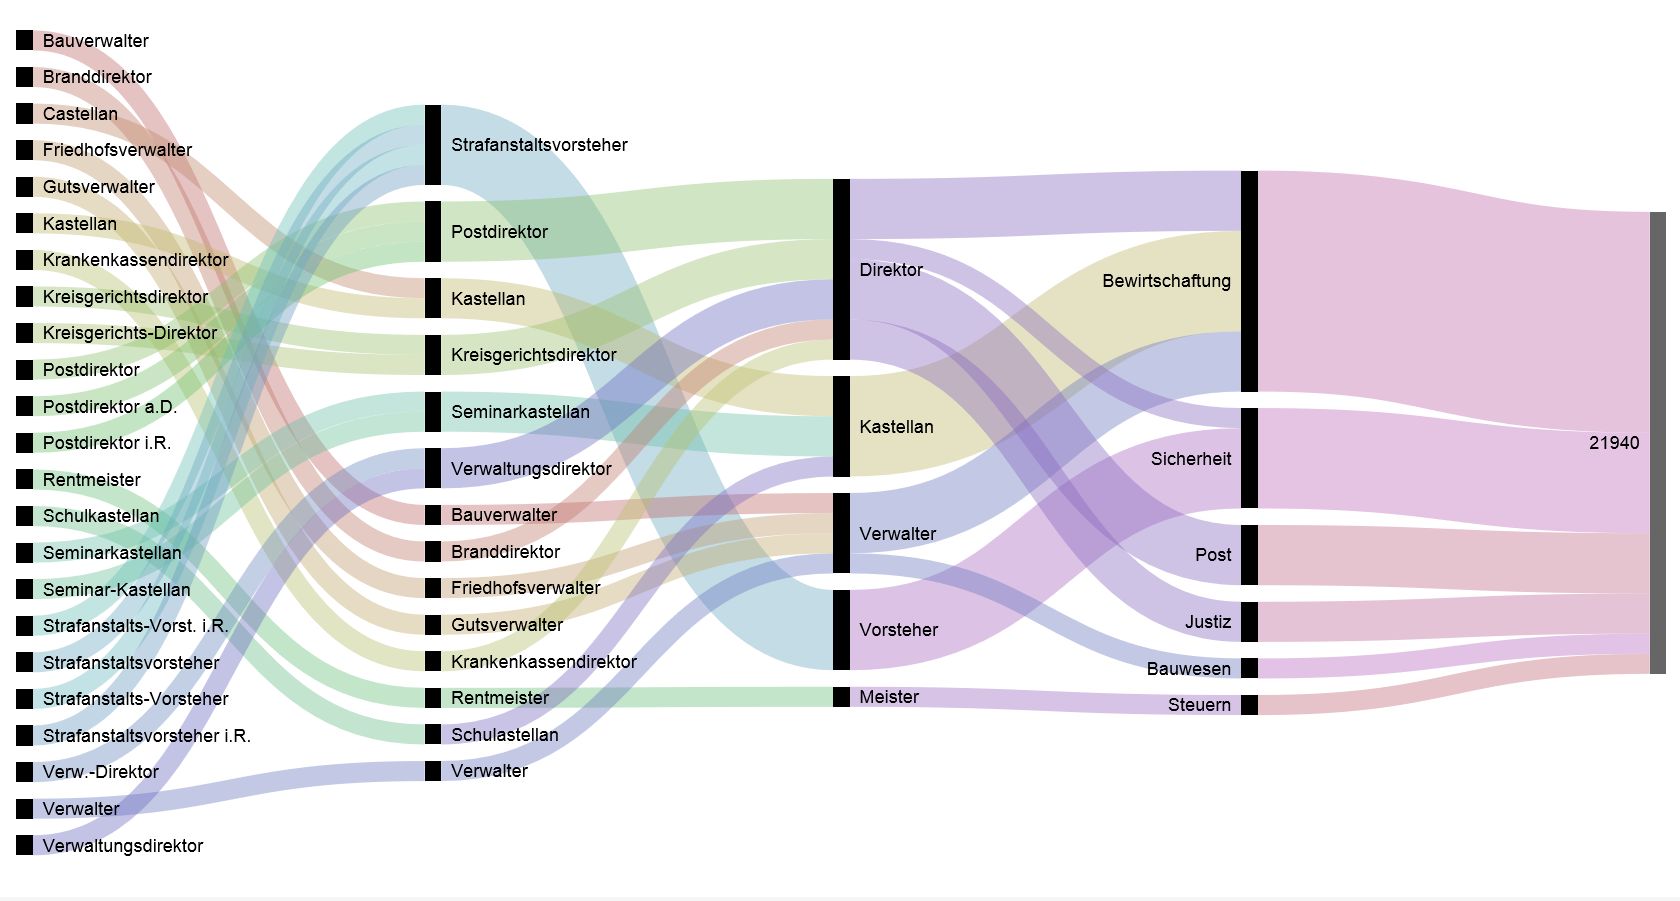 Bauverwalter
Branddirektor
Castellan
Friedhofsverwalter
Gutsverwalter
Kastellan
Krankenkassendirektor
Kreisgerichtsdirektor
Kreisgerichts-Direktor
Postdirektor
Postdirektor a.D.
Postdirektor i.R.
Rentmeister
Schulkastellan
Seminarkastellan
Seminar-Kastellan
Strafanstalts-Vorst. i.R.
Strafanstaltsvorsteher
Strafanstalts-Vorsteher
Strafanstaltsvorsteher i.R.
Verw.-Direktor
Verwalter
Verwaltungsdirektor
Strafanstaltsvorsteher
Postdirektor
Kastellan
Kreisgerichtsdirektor
Seminarkastellan
Verwaltungsdirektor
Bauverwalter
Branddirektor
Friedhofsverwalter
Gutsverwalter
Krankenkassendirektor
Rentmeister
Schulastellan
Verwalter
Direktor
Kastellan
Verwalter
Vorsteher
Meister
Bewirtschaftung
Sicherheit
Post
Justiz
Bauwesen
Steuern
21940